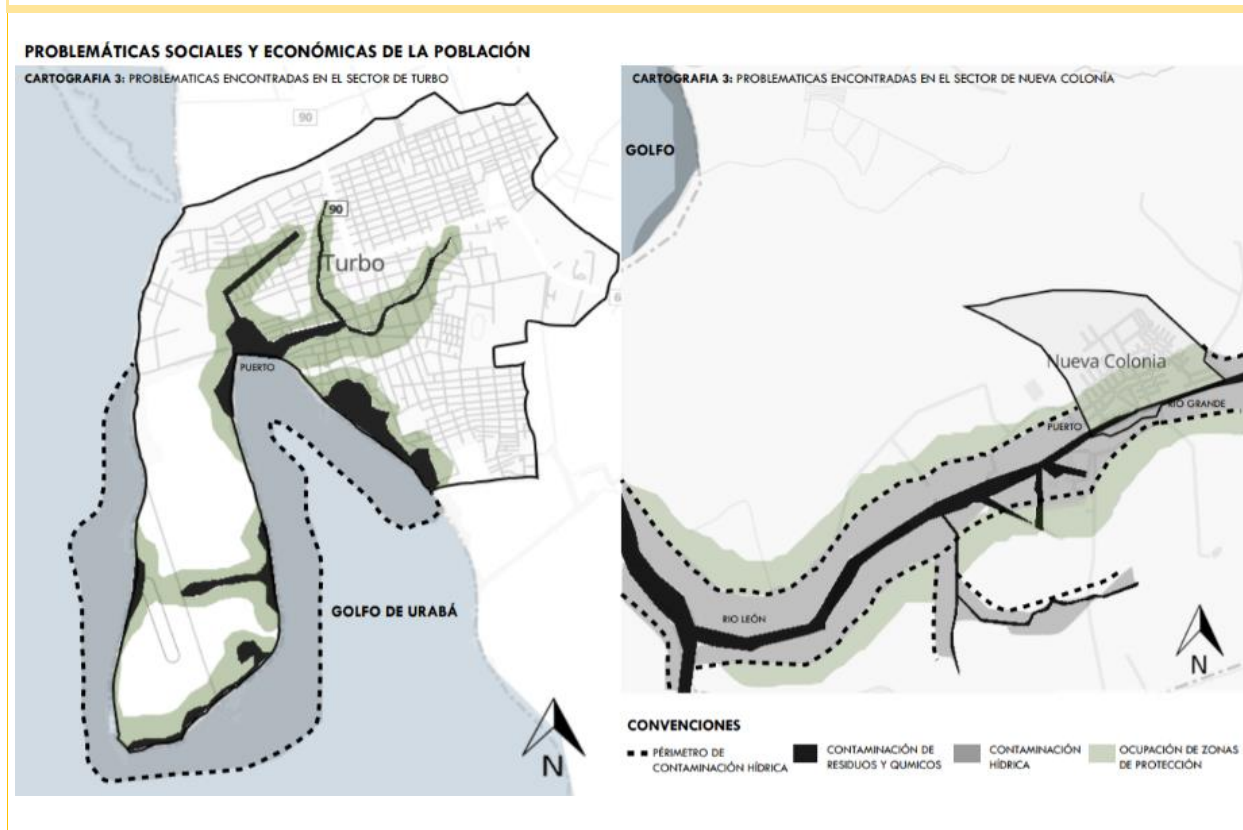 PROBLEMÁTICAS SOCIALES Y ECONÓMICAS DE LA POBLACIÓN
CARTOGRAFIA 3: PROBLEMATICAS ENCONTRADAS EN EL SECTOR DE TURBO
90
90
Turbo
PUERTO
GOLFO DE URABÁ
N
CARTOGRAFIA 3: PROBLEMATICAS ENCONTRADAS EN EL SECTOR DE NUEVA COLONÍA
GOLFO
Nueva Colonia
RIO GRANDE
PUERTO
RIO LEÓN
N
CONVENCIONES
PÉRIMETRO DE
CONTAMINACIÓN HÍDRICA
CONTAMINACIÓN DE
RESIDUOS Y QUMICOS
CONTAMINACIÓN
HÍDRICA
OCUPACIÓN DE ZONAS
DE PROTECCIÓN